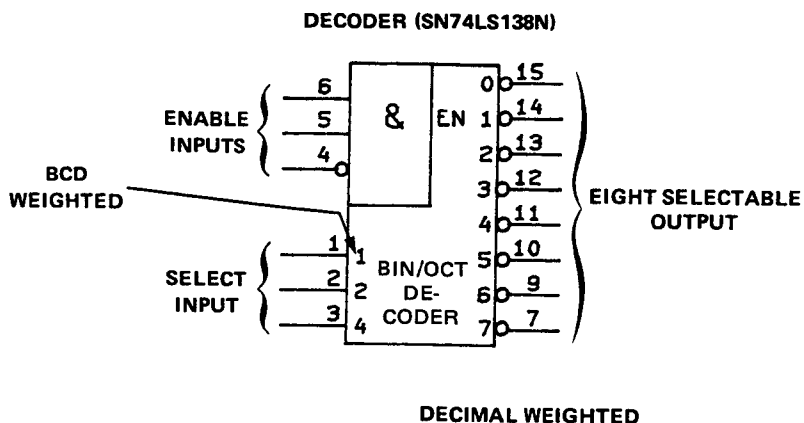 DECODER (SN74LS138N)
6
5
4
ENABLE
INPUTS
&
EN
BCD
WEIGHTED
1
2
3
SELECT
INPUT
1
2
4
BIN/OCT
DE-
CODER
0 15
1 14
2 13
3 12
4 11
5 10
6 9
7 7
EIGHT SELECTABLE
OUTPUT
DECIMAL WEIGHTED